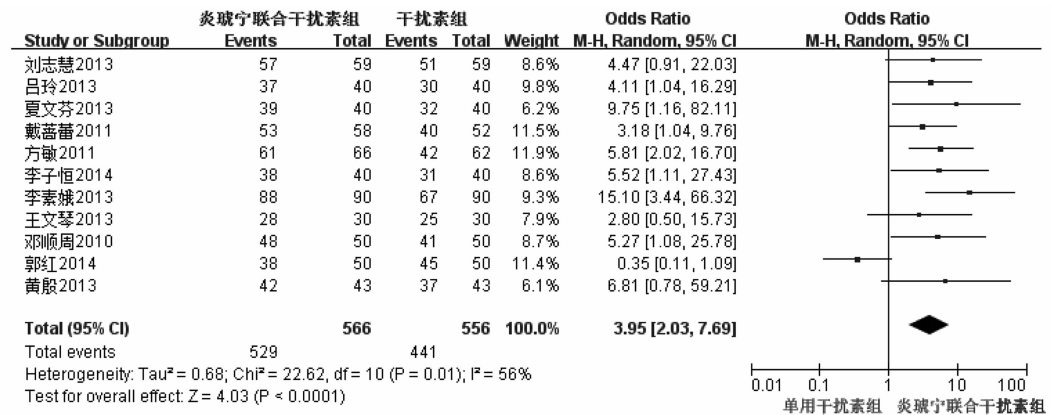 炎琥宁联合干扰素组 干扰素组 Odds Ratio Odds Ratio
Study or Subgroup Events Total Events Total Weight M-H, Random, 95% CI M-H, Random, 95% CI
刘志慧2013 57 59 51 59 8.6% 4.47 [0.91, 22.03]
吕玲2013 37 40 30 40 9.8% 4.11 [1.04, 16.29]
夏文芬2013 39 40 32 40 6.2% 9.75 [1.16, 82.11]
戴蔷蕾2011 53 58 40 52 11.5% 3.18 [1.04, 9.76]
方敏2011 61 66 42 62 11.9% 5.81 [2.02, 16.70]
李子恒2014 38 40 31 40 8.6% 5.52 [1.11, 27.43]
李素娥2013 88 90 67 90 9.3% 15.10 [3.44, 66.32]
王文琴2013 28 30 25 30 7.9% 2.80 [0.50, 15.73]
邓顺周2010 48 50 41 50 8.7% 5.27 [1.08, 25.78]
郭红2014 38 50 45 50 11.4% 0.35 [0.11, 1.09]
黄殷2013 42 43 37 43 6.1% 6.81 [0.78, 59.21]
Total (95% CI) 566 556 100.0% 3.95 [2.03, 7.69]
Total events 529 441
Heterogeneity: Tau² = 0.68; Chi² = 22.62, df = 10 (P = 0.01); I² = 56%
Test for overall effect: Z = 4.03 (P < 0.0001)
0.01 0.1 1 10 100
单用干扰素组 炎琥宁联合干扰素组